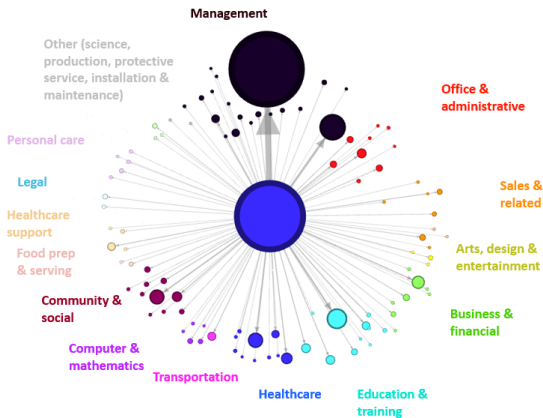 Management
Other (science,
production, protective
service, installation &
maintenance)
Office &
administrative
Personal care
Legal
Sales &
related
Healthcare
support
Food prep
& serving
Arts, design &
entertainment
Community &
social
Business &
financial
Computer &
mathematics
Transportation
Healthcare
Education &
training